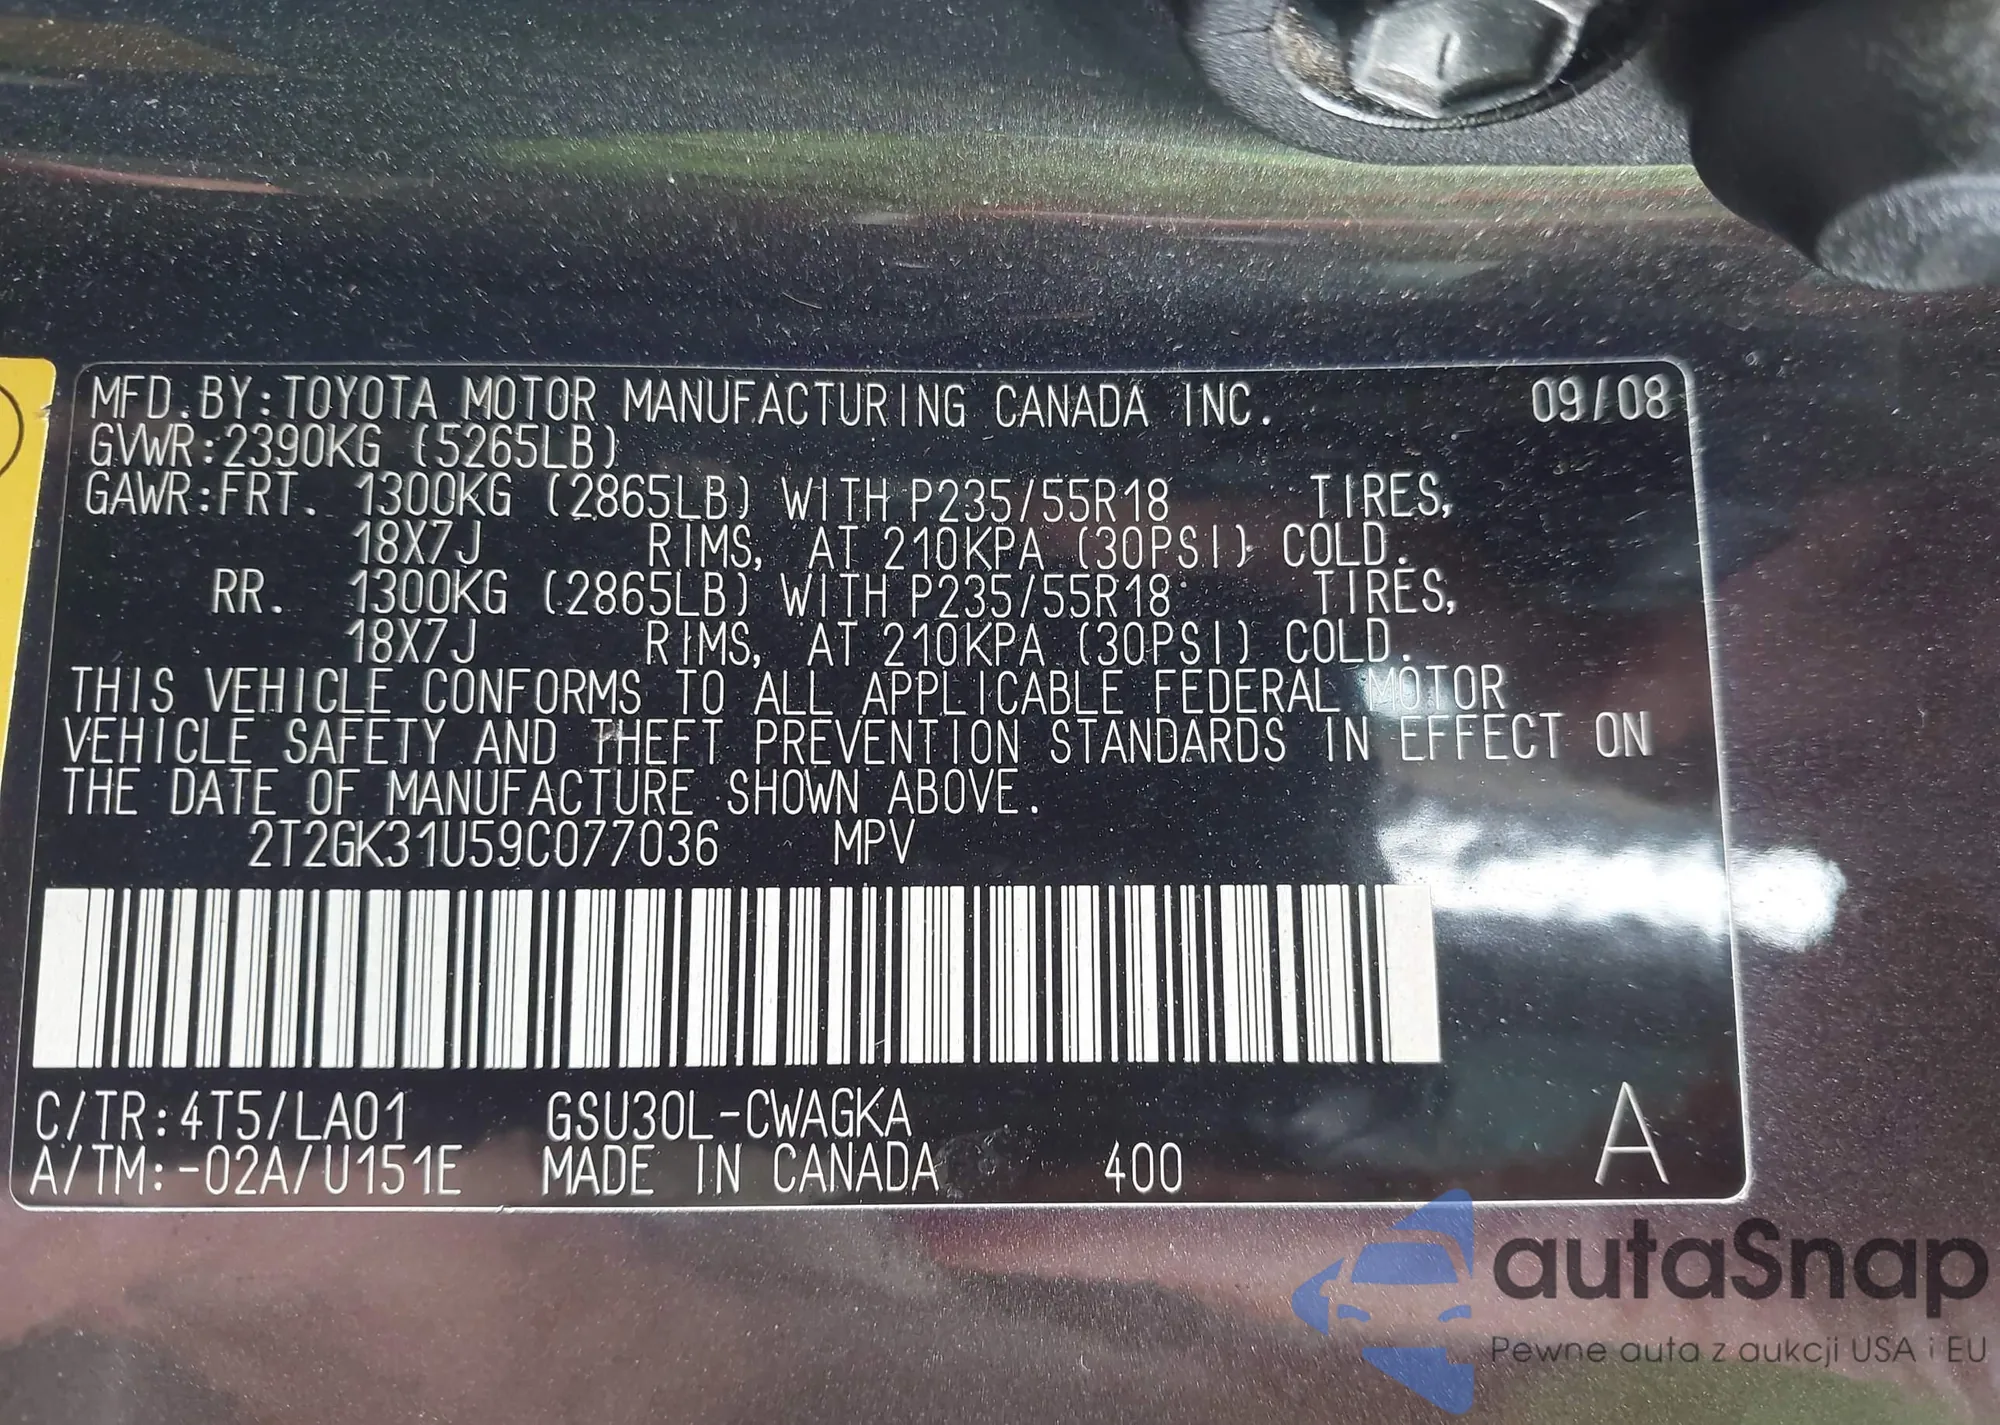 MFD.BY:TOYOTA MOTOR MANUFACTURING CANADA INC. 09/08
GVWR:2390KG (5265LB)
GAWR:FRT. 1300KG (2865LB) WITH P235/55R18 TIRES,
18X7J RIMS, AT 210KPA (30PSI) COLD.
RR. 1300KG (2865LB) WITH P235/55R18 TIRES,
18X7J RIMS, AT 210KPA (30PSI) COLD.
THIS VEHICLE CONFORMS TO ALL APPLICABLE FEDERAL MOTOR
VEHICLE SAFETY AND THEFT PREVENTION STANDARDS IN EFFECT ON
THE DATE OF MANUFACTURE SHOWN ABOVE.
2T2GK31U59C077036 MPV
C/TR:4T5/LA01 GSU30L-CWAGKA
A/TM:-02A/U151E MADE IN CANADA 400 A
autaSnap
Pewne auta z aukcji USA i EU